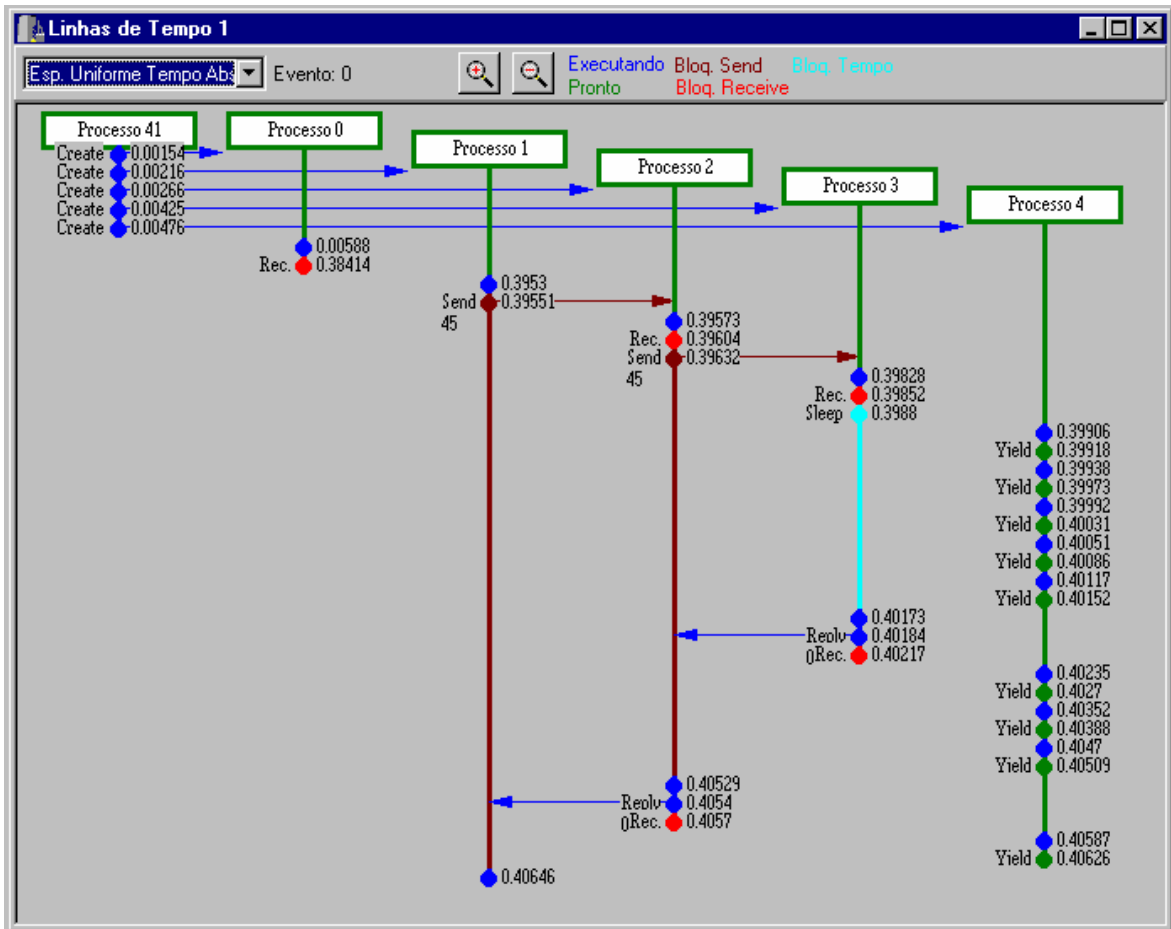 Linhas de Tempo 1
Esp. Uniforme Tempo Abs
Evento: 0
Executando Bloq. Send Bloq. Tempo
Pronto Bloq. Receive
Processo 41
Processo 0
Processo 1
Processo 2
Processo 3
Processo 4
Create 0.00154
Create 0.00216
Create 0.00266
Create 0.00425
Create 0.00476
0.00588
Rec. 0.38414
0.3953
Send 0.39551
45
0.39573
Rec. 0.39604
Send 0.39632
45
0.39828
Rec. 0.39852
Sleep 0.3988
0.39906
Yield 0.39918
0.39938
Yield 0.39973
0.39992
Yield 0.40031
0.40051
Yield 0.40086
0.40117
Yield 0.40152
0.40173
Reply 0.40184
0Rec. 0.40217
0.40235
Yield 0.4027
0.40352
Yield 0.40388
0.4047
Yield 0.40509
0.40529
Reply 0.4054
0Rec. 0.4057
0.40587
Yield 0.40626
0.40646